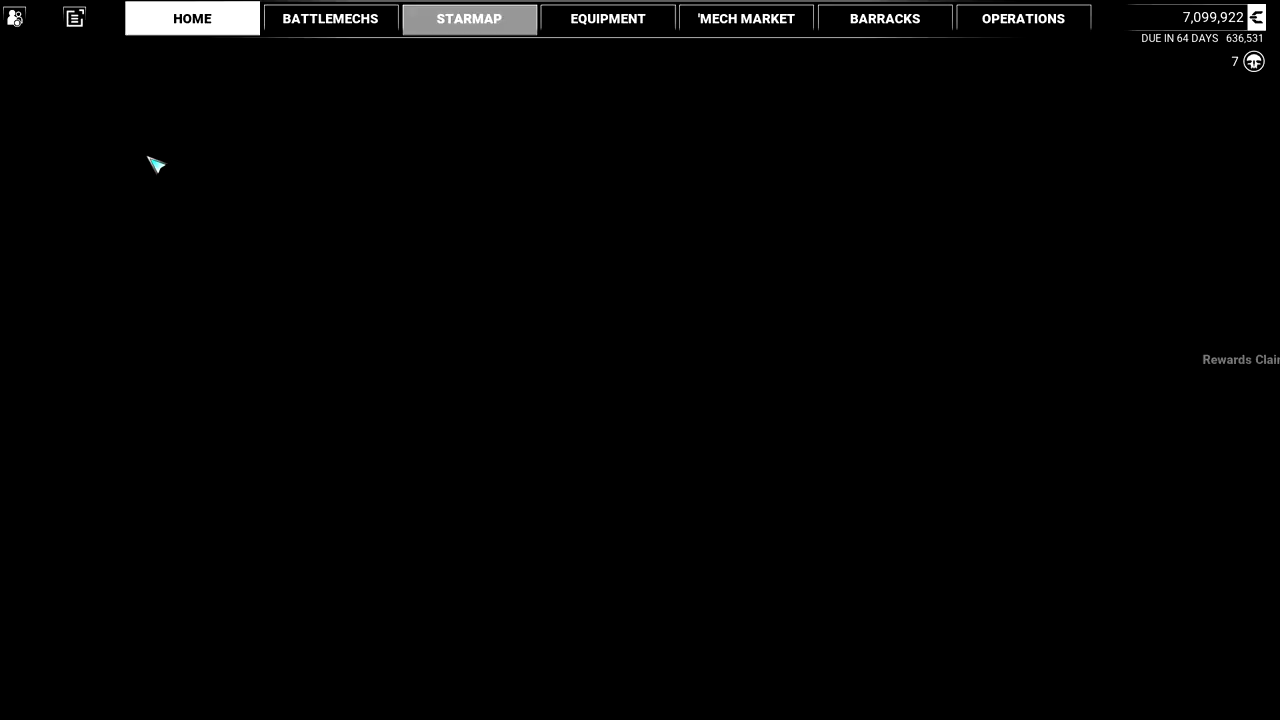 HOME
BATTLEMECHS
STARMAP
EQUIPMENT
'MECH MARKET
BARRACKS
OPERATIONS
7,099,922
DUE IN 64 DAYS 636,531
7
Rewards Clai